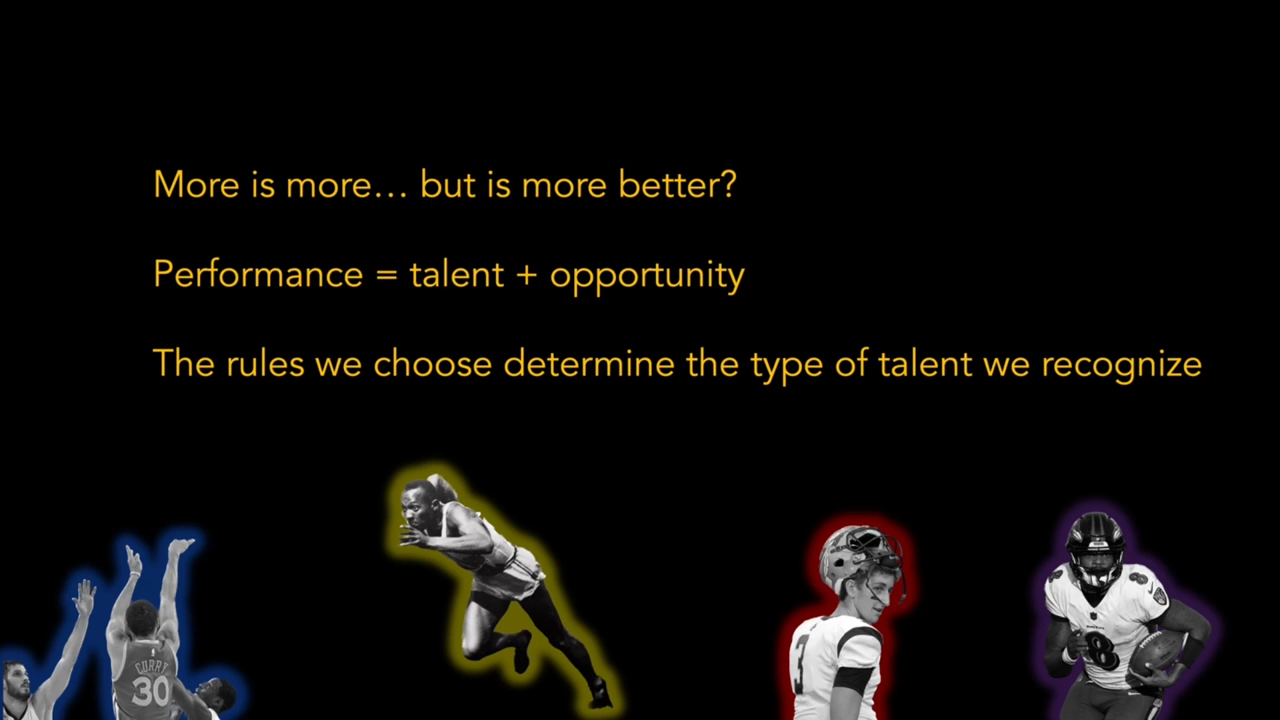 More is more... but is more better?
Performance = talent + opportunity
The rules we choose determine the type of talent we recognize
CURRY
30
3
8
8